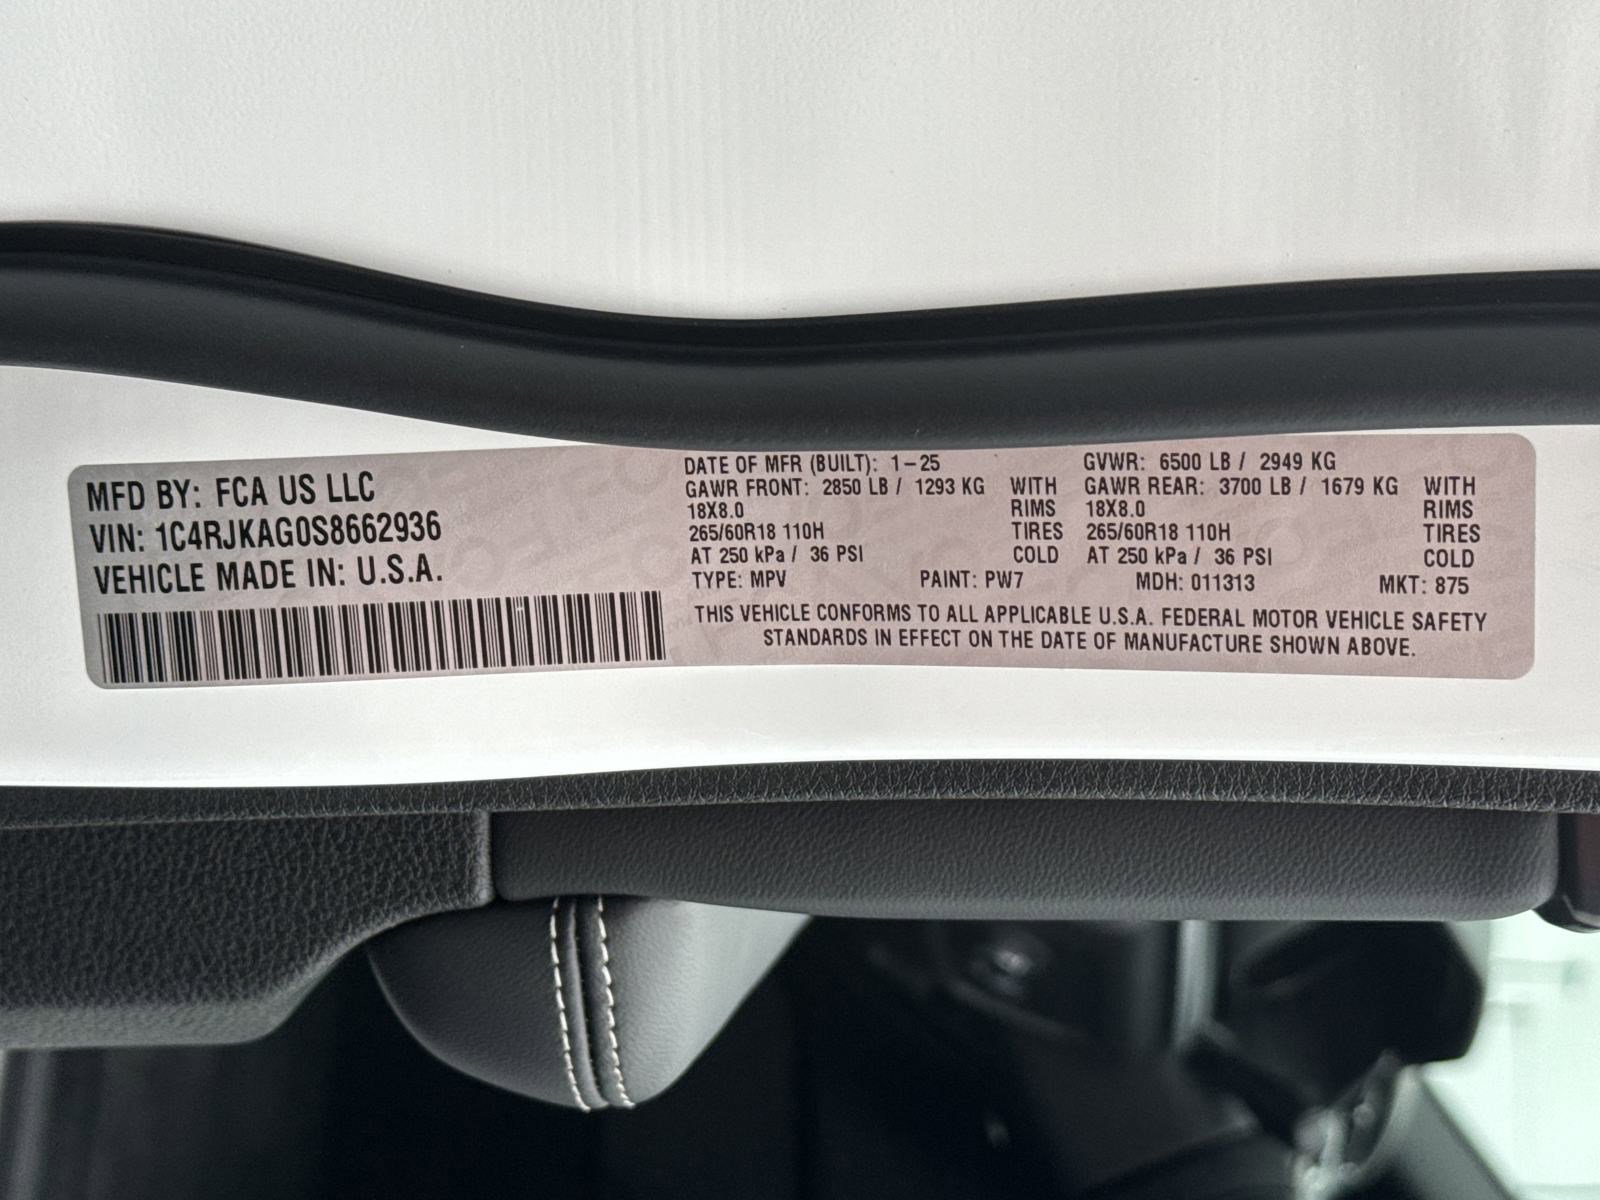 MFD BY: FCA US LLC
VIN: 1C4RJKAG0S8662936
VEHICLE MADE IN: U.S.A.
DATE OF MFR (BUILT): 1-25
GAWR FRONT: 2850 LB / 1293 KG WITH
18X8.0 RIMS
265/60R18 110H TIRES
AT 250 kPa / 36 PSI COLD
GVWR: 6500 LB / 2949 KG
GAWR REAR: 3700 LB / 1679 KG WITH
18X8.0 RIMS
265/60R18 110H TIRES
AT 250 kPa / 36 PSI COLD
TYPE: MPV PAINT: PW7 MDH: 011313 MKT: 875
THIS VEHICLE CONFORMS TO ALL APPLICABLE U.S.A. FEDERAL MOTOR VEHICLE SAFETY
STANDARDS IN EFFECT ON THE DATE OF MANUFACTURE SHOWN ABOVE.